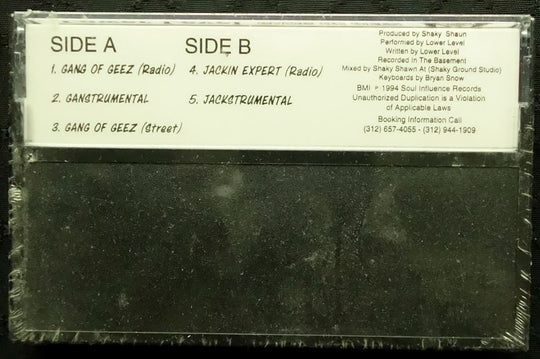 SIDE A
1. GANG OF GEEZ (Radio)
2. GANSTRUMENTAL
3. GANG OF GEEZ (Street)
SIDE B
4. JACKIN EXPERT (Radio)
5. JACKSTRUMENTAL
Produced by Shaky Shaun
Performed by Lower Level
Written by Lower Level
Recorded In The Basement
Mixed by Shaky Shawn At (Shaky Ground Studio)
Keyboards by Bryan Snow
BMI ℗ 1994 Soul Influence Records
Unauthorized Duplication is a Violation
of Applicable Laws
Booking Information Call
(312) 657-4055 - (312) 944-1909